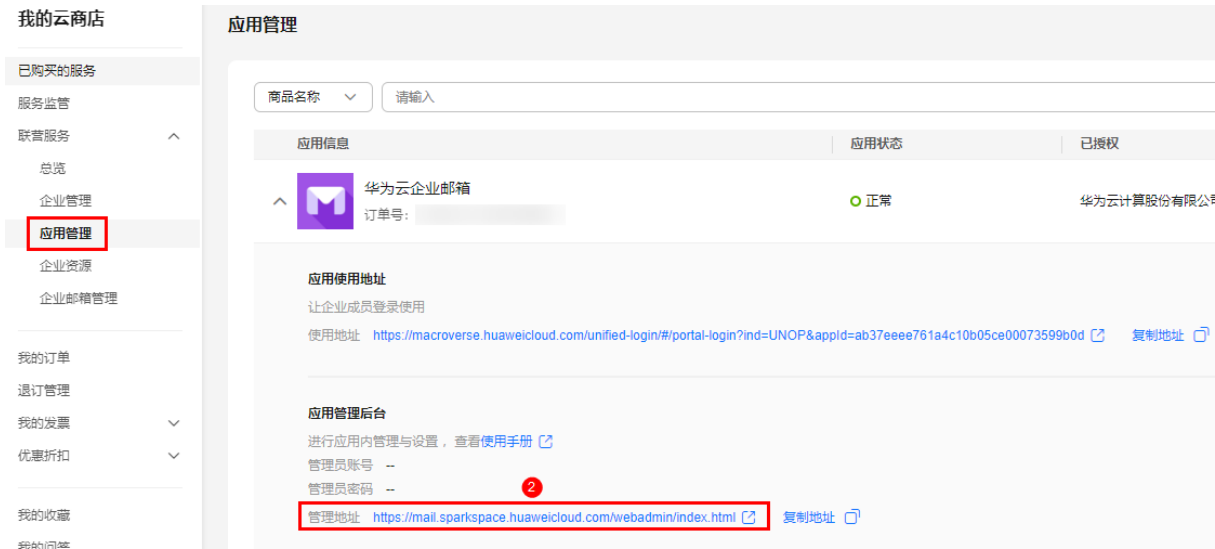 我的云商店
应用管理
已购买的服务
服务监管
联营服务
总览
企业管理
应用管理
企业资源
企业邮箱管理
我的订单
退订管理
我的发票
优惠折扣
我的收藏
我的问答
商品名称 请输入
应用信息 应用状态 已授权
华为云企业邮箱
订单号:
正常
华为云计算股份有限公司
应用使用地址
让企业成员登录使用
使用地址 https://macroverse.huaweicloud.com/unified-login/#/portal-login?ind=UNOP&appId=ab37eeee761a4c10b05ce00073599b0d 复制地址
应用管理后台
进行应用内管理与设置，查看使用手册
管理员账号 --
管理员密码 --
2
管理地址 https://mail.sparkspace.huaweicloud.com/webadmin/index.html 复制地址